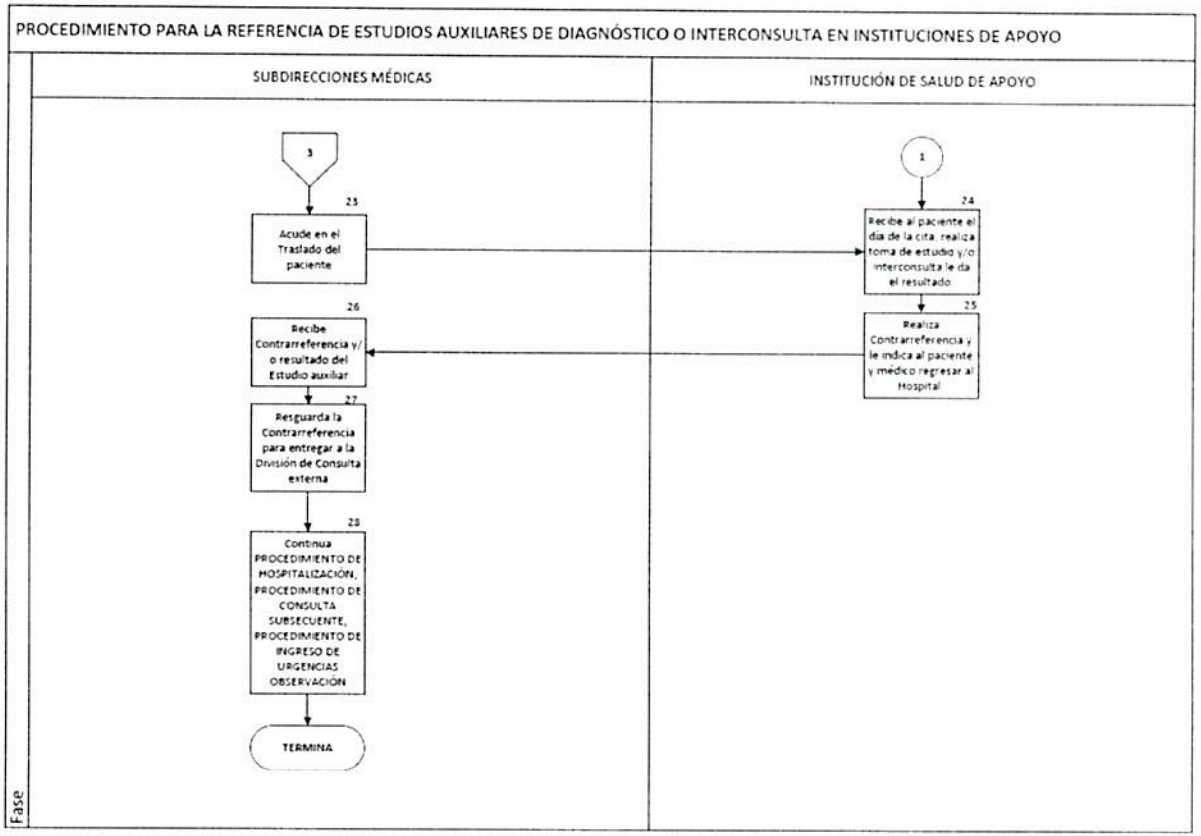 PROCEDIMIENTO PARA LA REFERENCIA DE ESTUDIOS AUXILIARES DE DIAGNÓSTICO O INTERCONSULTA EN INSTITUCIONES DE APOYO
SUBDIRECCIONES MÉDICAS
INSTITUCIÓN DE SALUD DE APOYO
3
1
23
Acude en el
Traslado del
paciente
24
Recibe al paciente el
día de la cita, realiza
toma de estudio y/o
interconsulta le da
el resultado
25
Realiza
Contrarreferencia y
le indica al paciente
y médico regresar al
Hospital
26
Recibe
Contrarreferencia y/
o resultado del
Estudio auxiliar
27
Resguarda la
Contrarreferencia
para entregar a la
División de Consulta
externa
28
Continua
PROCEDIMIENTO DE
HOSPITALIZACIÓN,
PROCEDIMIENTO DE
CONSULTA
SUBSECUENTE,
PROCEDIMIENTO DE
INGRESO DE
URGENCIAS
OBSERVACIÓN
TERMINA
Fase